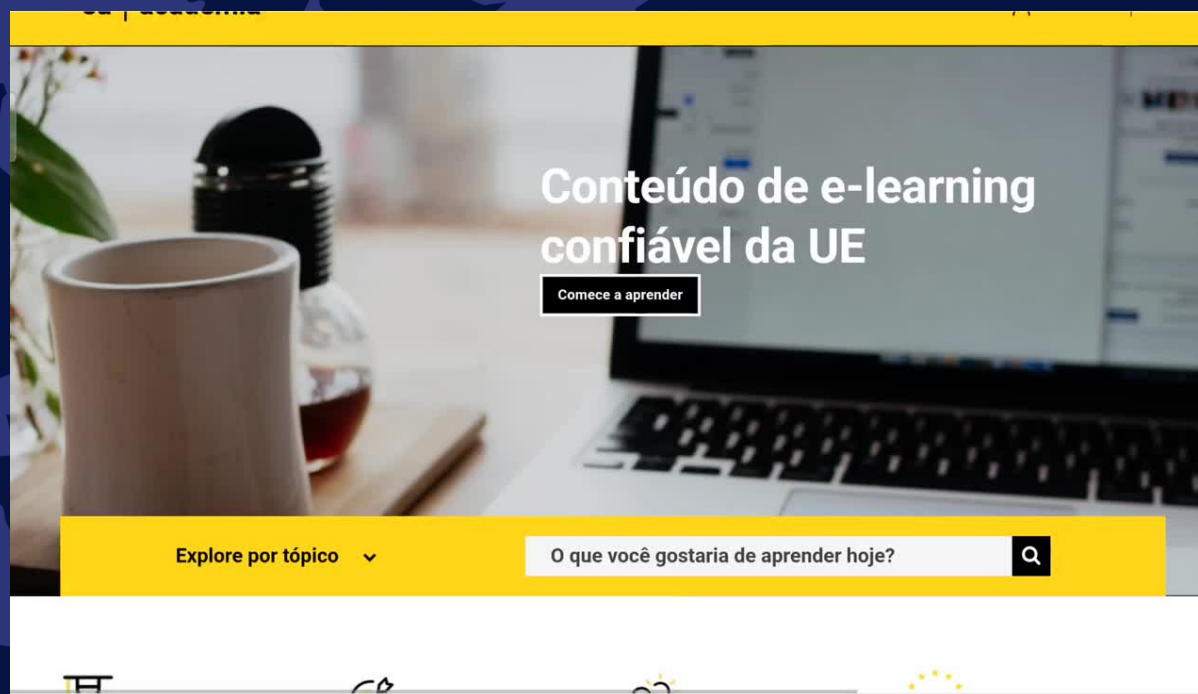 Conteúdo de e-learning
confiável da UE
Comece a aprender
Explore por tópico
O que você gostaria de aprender hoje?